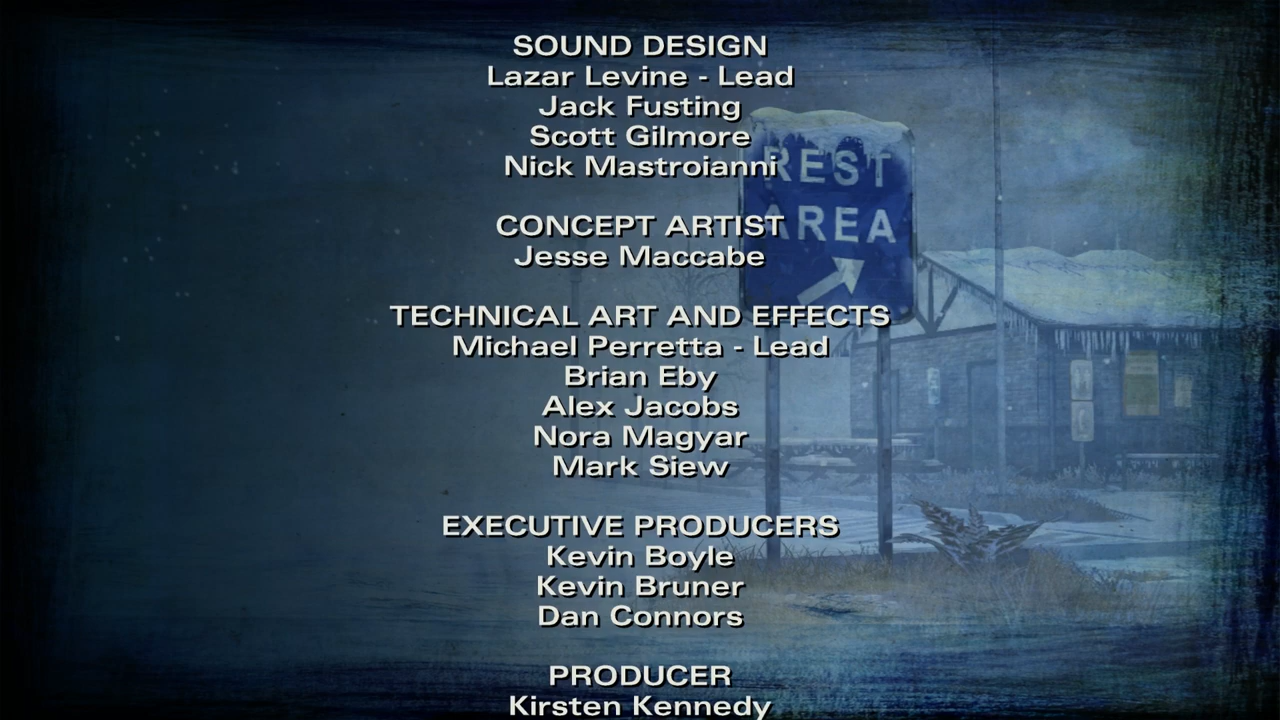 SOUND DESIGN
Lazar Levine - Lead
Jack Fusting
Scott Gilmore
Nick Mastroianni
REST
AREA
CONCEPT ARTIST
Jesse Maccabe
TECHNICAL ART AND EFFECTS
Michael Perretta - Lead
Brian Eby
Alex Jacobs
Nora Magyar
Mark Siew
EXECUTIVE PRODUCERS
Kevin Boyle
Kevin Bruner
Dan Connors
PRODUCER
Kirsten Kennedy